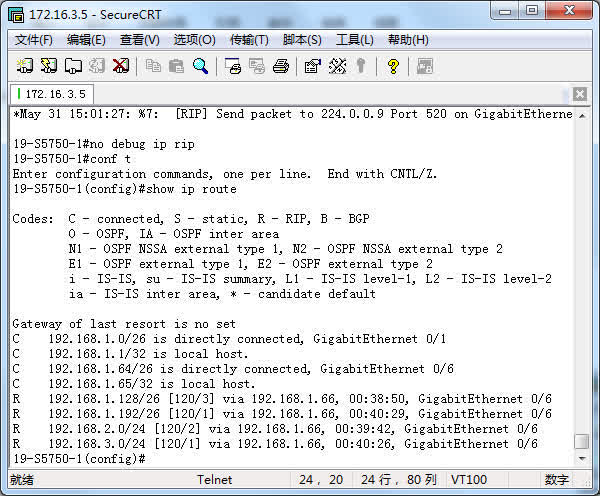 172.16.3.5 - SecureCRT
文件(F) 编辑(E) 查看(V) 选项(O) 传输(T) 脚本(S) 工具(L) 帮助(H)
172.16.3.5
*May 31 15:01:27: %7:  [RIP] Send packet to 224.0.0.9 Port 520 on GigabitEtherne
19-S5750-1#no debug ip rip
19-S5750-1#conf t
Enter configuration commands, one per line.  End with CNTL/Z.
19-S5750-1(config)#show ip route
Codes:  C - connected, S - static, R - RIP, B - BGP
O - OSPF, IA - OSPF inter area
N1 - OSPF NSSA external type 1, N2 - OSPF NSSA external type 2
E1 - OSPF external type 1, E2 - OSPF external type 2
i - IS-IS, su - IS-IS summary, L1 - IS-IS level-1, L2 - IS-IS level-2
ia - IS-IS inter area, * - candidate default
Gateway of last resort is no set
C    192.168.1.0/26 is directly connected, GigabitEthernet 0/1
C    192.168.1.1/32 is local host.
C    192.168.1.64/26 is directly connected, GigabitEthernet 0/6
C    192.168.1.65/32 is local host.
R    192.168.1.128/26 [120/3] via 192.168.1.66, 00:38:50, GigabitEthernet 0/6
R    192.168.1.192/26 [120/1] via 192.168.1.66, 00:40:29, GigabitEthernet 0/6
R    192.168.2.0/24 [120/2] via 192.168.1.66, 00:39:42, GigabitEthernet 0/6
R    192.168.3.0/24 [120/1] via 192.168.1.66, 00:40:26, GigabitEthernet 0/6
19-S5750-1(config)#
就绪 Telnet 24, 20 24 行, 80 列 VT100 数字